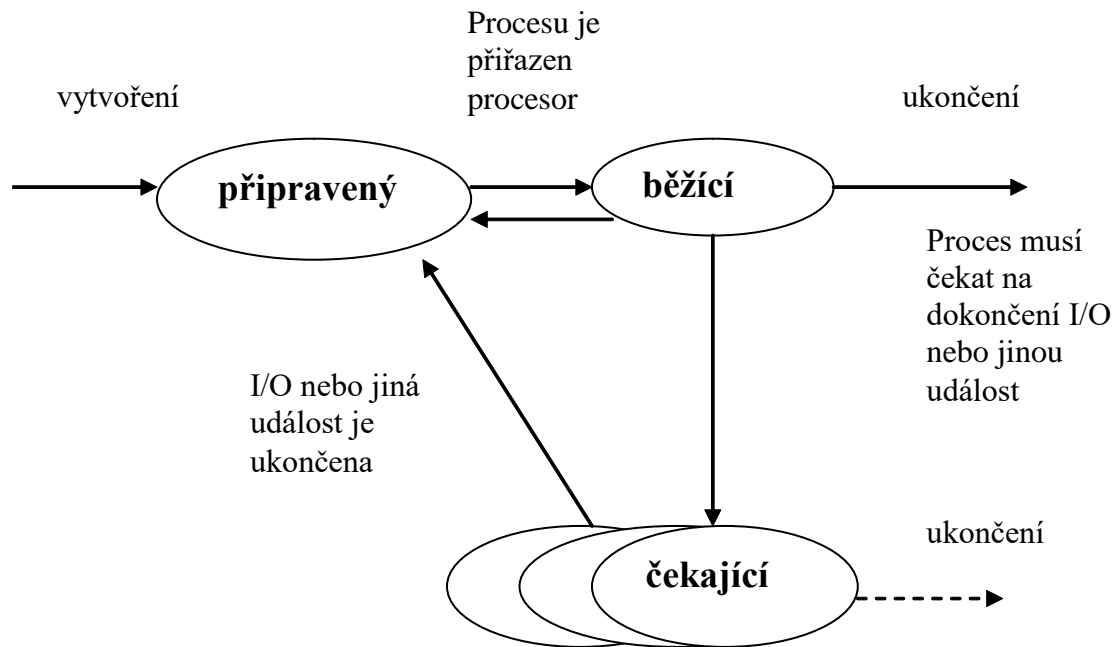 Procesu je
přiřazen
procesor
vytvoření
ukončení
připravený
běžící
Proces musí
čekat na
dokončení I/O
nebo jinou
událost
I/O nebo jiná
událost je
ukončena
ukončení
čekající